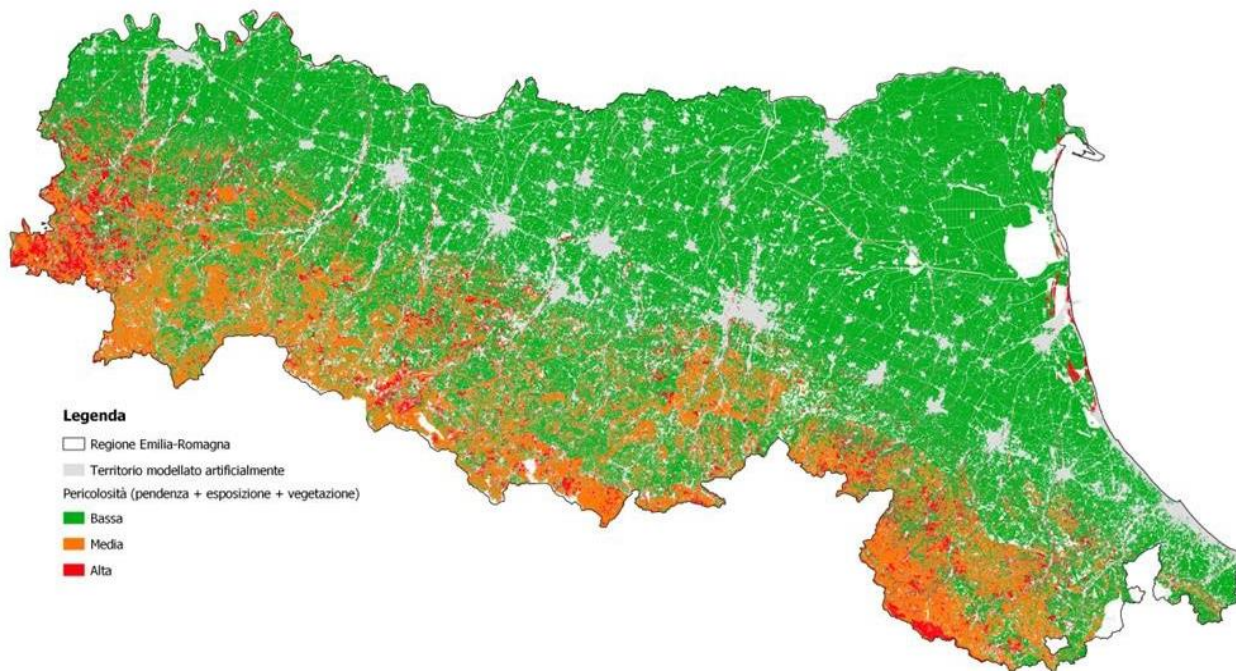 Legenda
Regione Emilia-Romagna
Territorio modellato artificialmente
Pericolosità (pendenza + esposizione + vegetazione)
Bassa
Media
Alta